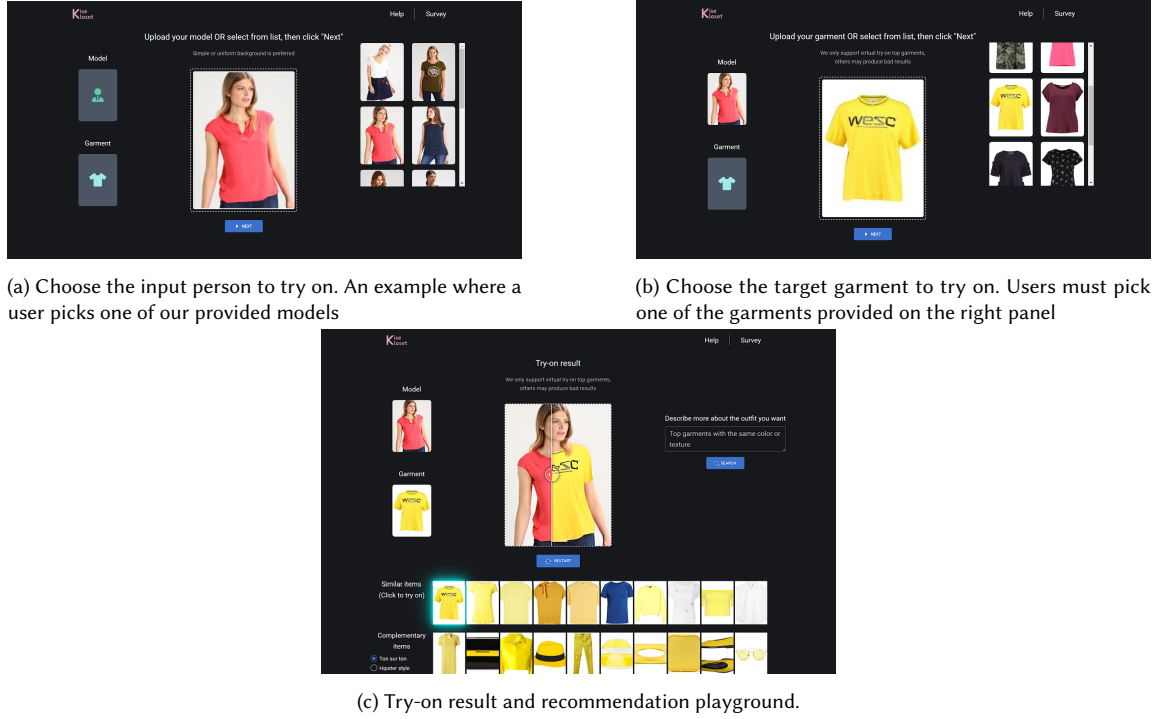 Kise
Kloset
Help
Survey
Upload your model OR select from list, then click "Next"
Simple or uniform background is preferred
Model
Garment
NEXT
(a) Choose the input person to try on. An example where a
user picks one of our provided models
Kise
Kloset
Help
Survey
Upload your garment OR select from list, then click "Next"
We only support virtual try-on top garments,
others may produce bad results
Model
Garment
wesc
wesc
NEXT
(b) Choose the target garment to try on. Users must pick
one of the garments provided on the right panel
Kise
Kloset
Help
Survey
Try-on result
We only support virtual try-on top garments,
others may produce bad results
Model
Garment
wesc
esc
Describe more about the outfit you want
Top garments with the same color or
texture
SEARCH
RESTART
Similar items
(Click to try on)
wesc
Complementary
items
Ton sur ton
Hipster style
(c) Try-on result and recommendation playground.